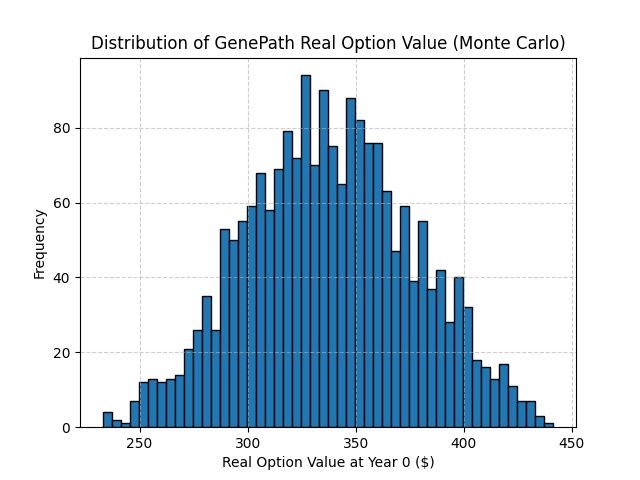 Distribution of GenePath Real Option Value (Monte Carlo)
80
60
40
20
0
Frequency
250 300 350 400 450
Real Option Value at Year 0 ($)